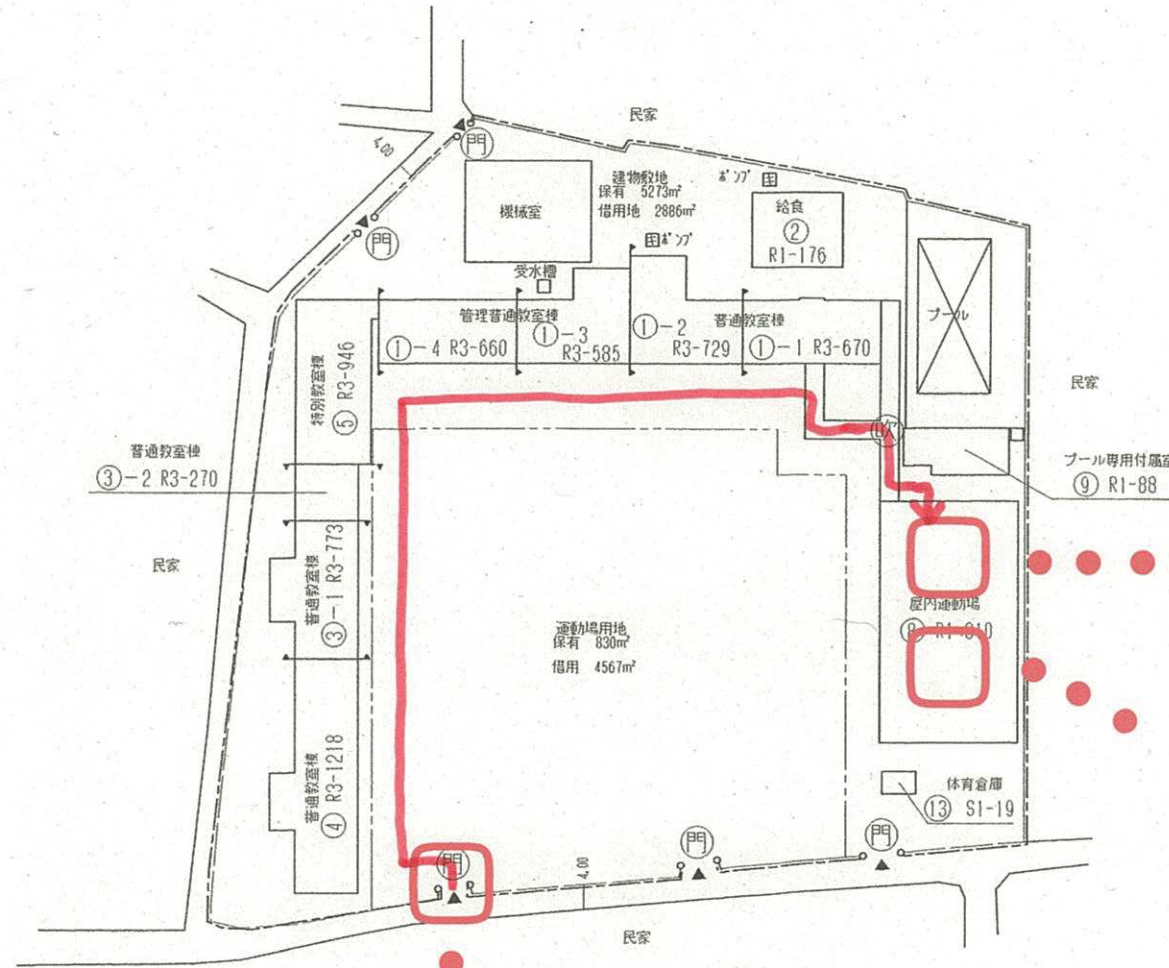 民家
門
4.00
門
機械室
建物敷地
保有 5273㎡
借用地 2886㎡
ポンプ
給食
②
R1-176
ポンプ
受水槽
プール
管理普通教室棟
①-4 R3-660
①-3
R3-585
①-2
R3-729
普通教室棟
①-1 R3-670
特別教室棟
⑤ R3-946
民家
吹
普通教室棟
③-2 R3-270
プール専用付属室
⑨ R1-88
民家
普通教室棟
③-1 R3-773
運動場用地
保有 830㎡
借用 4567㎡
屋内運動場
⑧
普通教室棟
④ R3-1218
体育倉庫
⑬ S1-19
門
門
門
4.00
民家